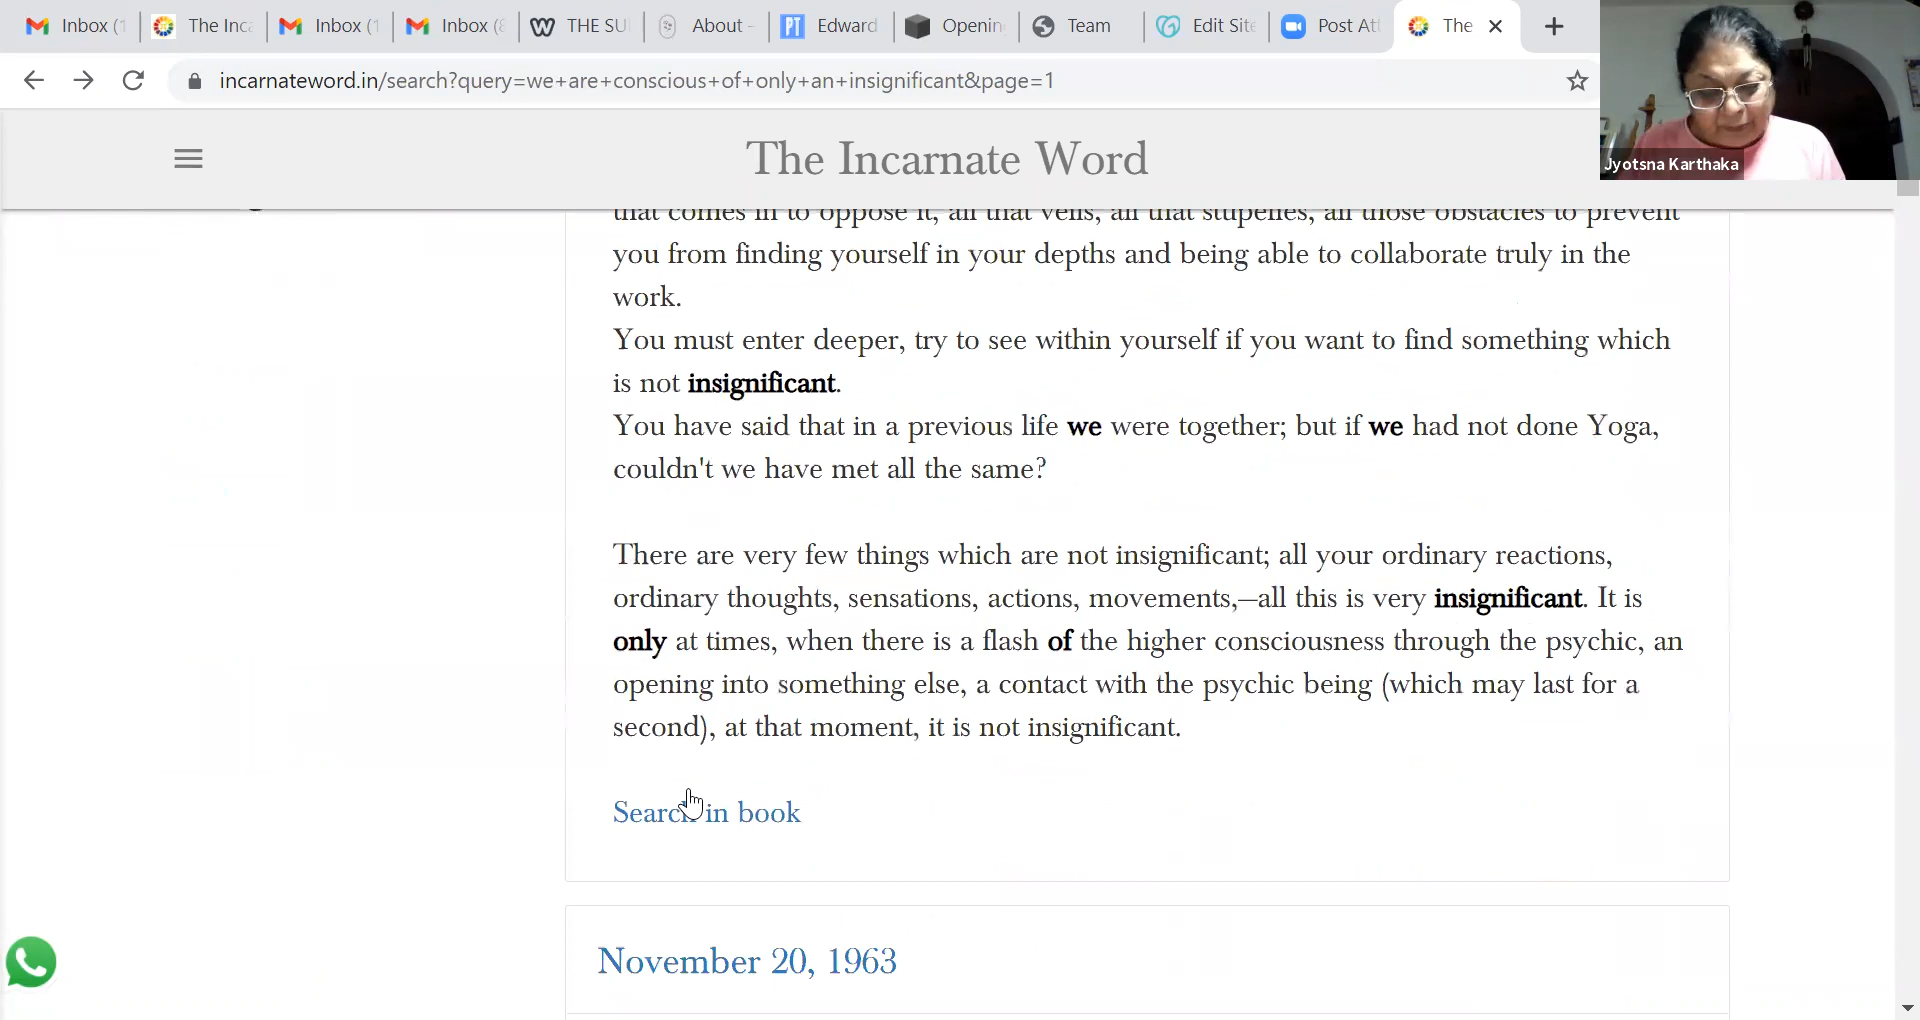 Inbox (1
The Inca
Inbox (1
Inbox (8
THE SU
About -
PT
Edward
Openin
Team
Edit Site
Post Att
The
incarnateword.in/search?query=we+are+conscious+of+only+an+insignificant&page=1
Jyotsna Karthaka
The Incarnate Word
that comes in to oppose it, all that veils, all that stupefies, all those obstacles to prevent
you from finding yourself in your depths and being able to collaborate truly in the
work.
You must enter deeper, try to see within yourself if you want to find something which
is not insignificant.
You have said that in a previous life we were together; but if we had not done Yoga,
couldn't we have met all the same?
There are very few things which are not insignificant; all your ordinary reactions,
ordinary thoughts, sensations, actions, movements,—all this is very insignificant. It is
only at times, when there is a flash of the higher consciousness through the psychic, an
opening into something else, a contact with the psychic being (which may last for a
second), at that moment, it is not insignificant.
Search in book
November 20, 1963